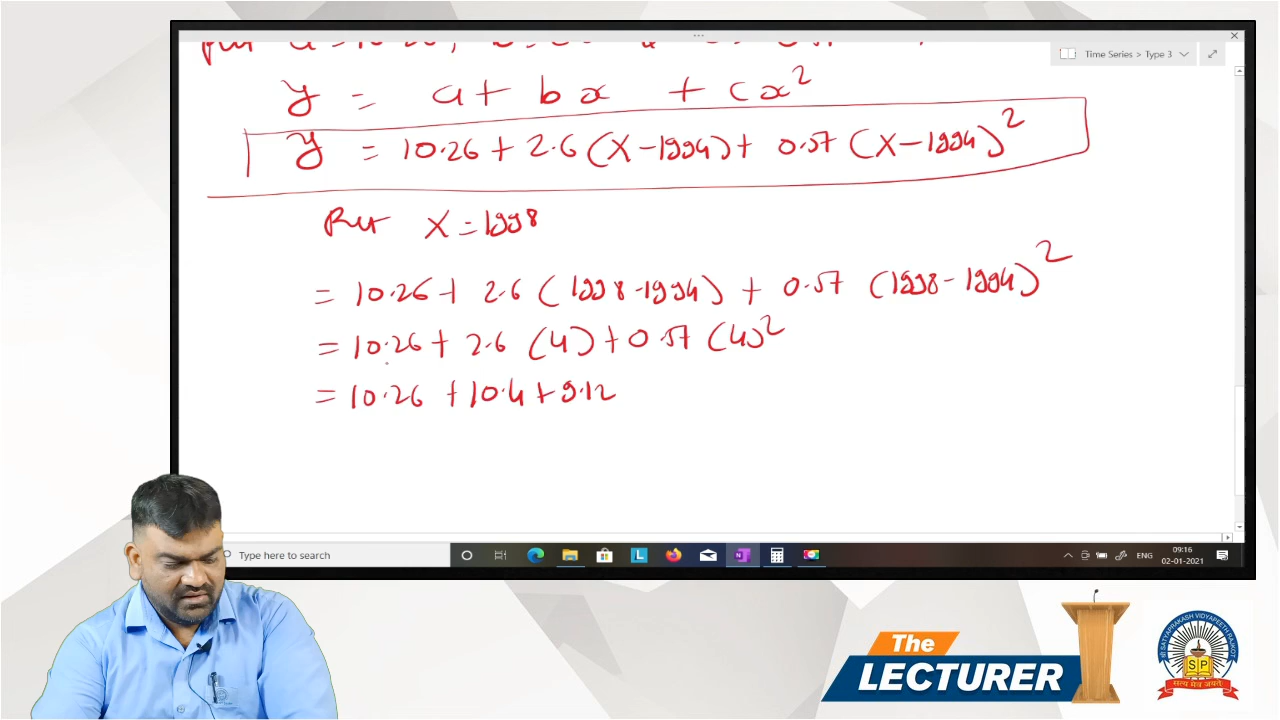 Time Series > Type 3
y = a + bx + cx²
y = 10.26 + 2.6 (X - 1994) + 0.57 (X - 1994)²
Put X = 1998
= 10.26 + 2.6 (1998 - 1994) + 0.57 (1998 - 1994)²
= 10.26 + 2.6 (4) + 0.57 (4)²
= 10.26 + 10.4 + 9.12
Type here to search
ENG
09:16
02-01-2021
The
LECTURER
SP